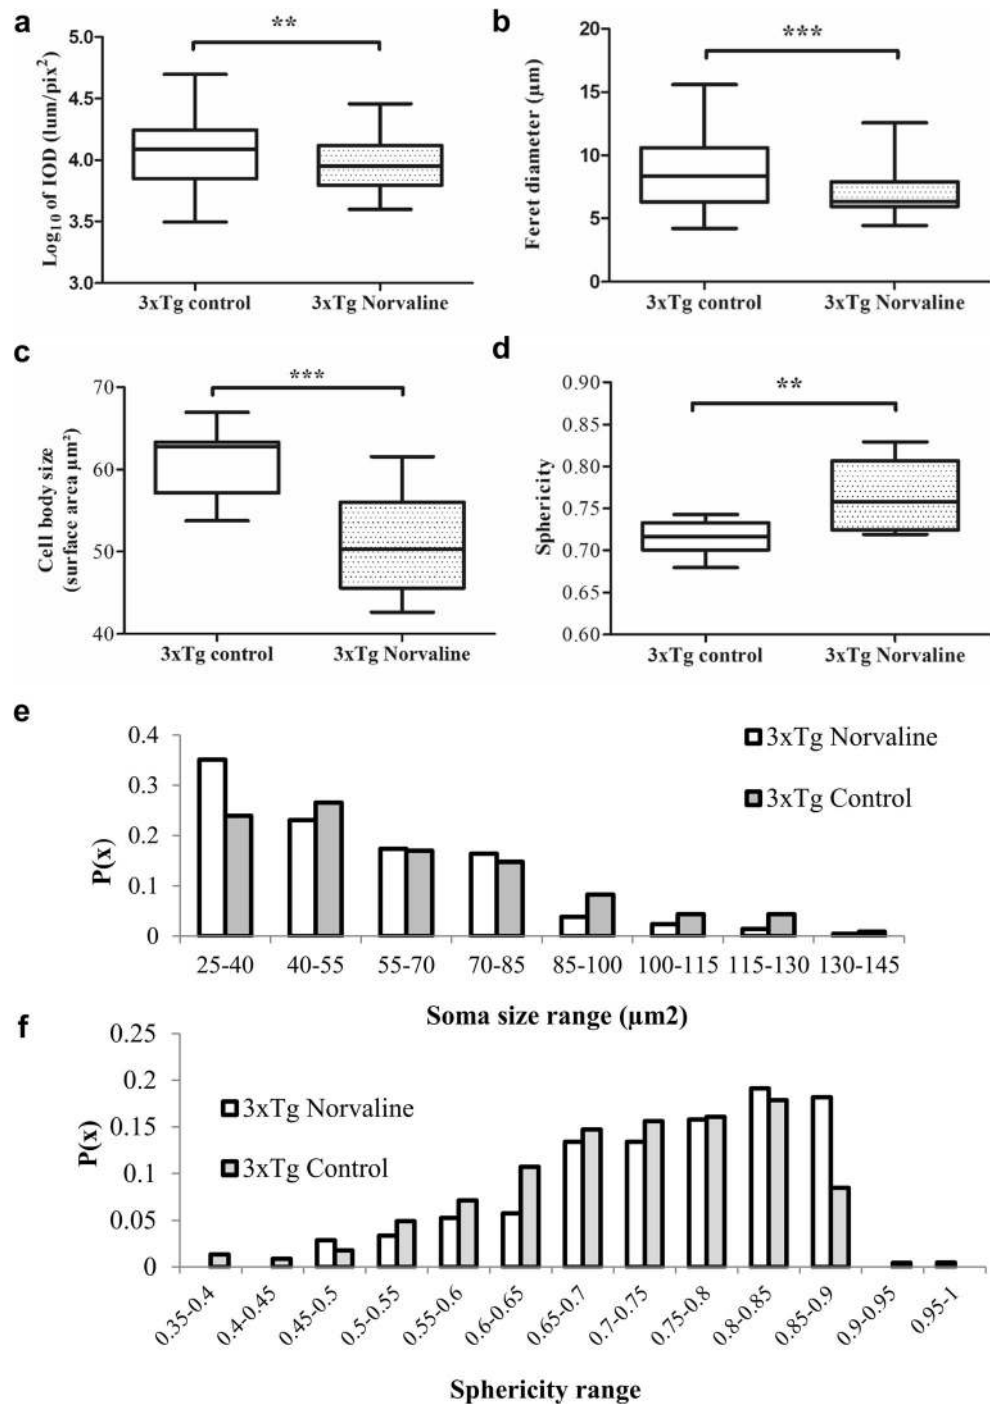 a
**
5.0
4.5
4.0
3.5
3.0
Log10 of IOD (lum/pix²)
3xTg control 3xTg Norvaline
b
***
20
15
10
5
0
Feret diameter (µm)
3xTg control 3xTg Norvaline
c
***
70
60
50
40
Cell body size
(surface area µm²)
3xTg control 3xTg Norvaline
d
**
0.90
0.80
0.75
0.70
0.60
Sphericity
3xTg control 3xTg Norvaline
e
0.4
0.3
0.2
0.1
0
P(x)
3xTg Norvaline
3xTg Control
25-40 40-55 55-70 70-85 85-100 100-115 115-130 130-145
Soma size range (µm2)
f
0.25
0.2
0.15
0.1
0.05
0
P(x)
3xTg Norvaline
3xTg Control
0.35-0.4 0.4-0.45 0.45-0.5 0.5-0.55 0.55-0.6 0.6-0.65 0.65-0.7 0.7-0.75 0.75-0.8 0.8-0.85 0.85-0.9 0.9-0.95 0.95-1
Sphericity range